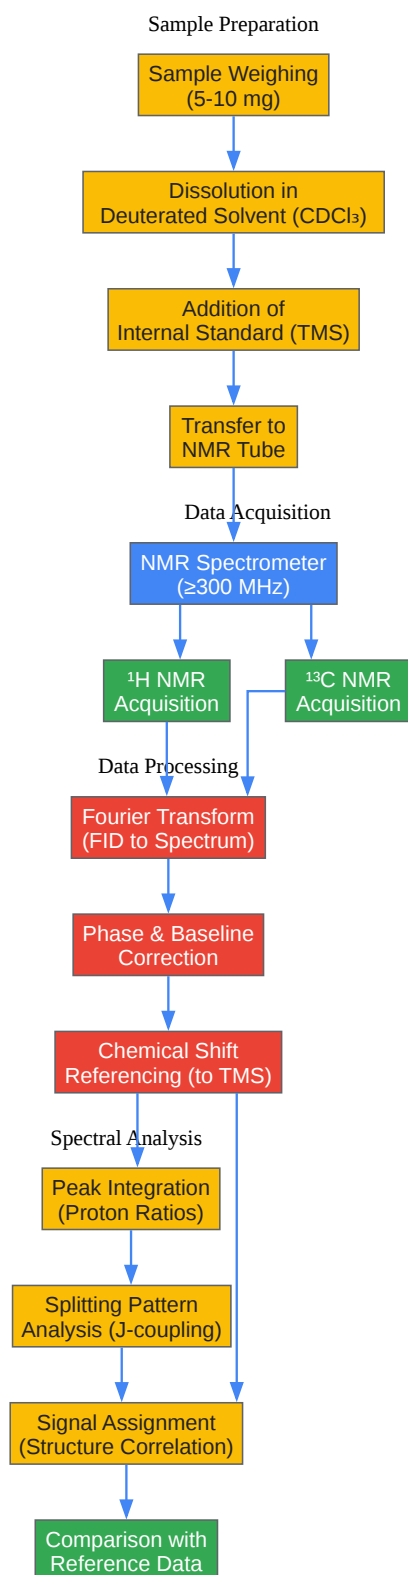 Sample Preparation
Sample Weighing
(5-10 mg)
Dissolution in
Deuterated Solvent (CDCl₃)
Addition of
Internal Standard (TMS)
Transfer to
NMR Tube
Data Acquisition
NMR Spectrometer
(≥300 MHz)
¹H NMR
Acquisition
¹³C NMR
Acquisition
Data Processing
Fourier Transform
(FID to Spectrum)
Phase & Baseline
Correction
Chemical Shift
Referencing (to TMS)
Spectral Analysis
Peak Integration
(Proton Ratios)
Splitting Pattern
Analysis (J-coupling)
Signal Assignment
(Structure Correlation)
Comparison with
Reference Data